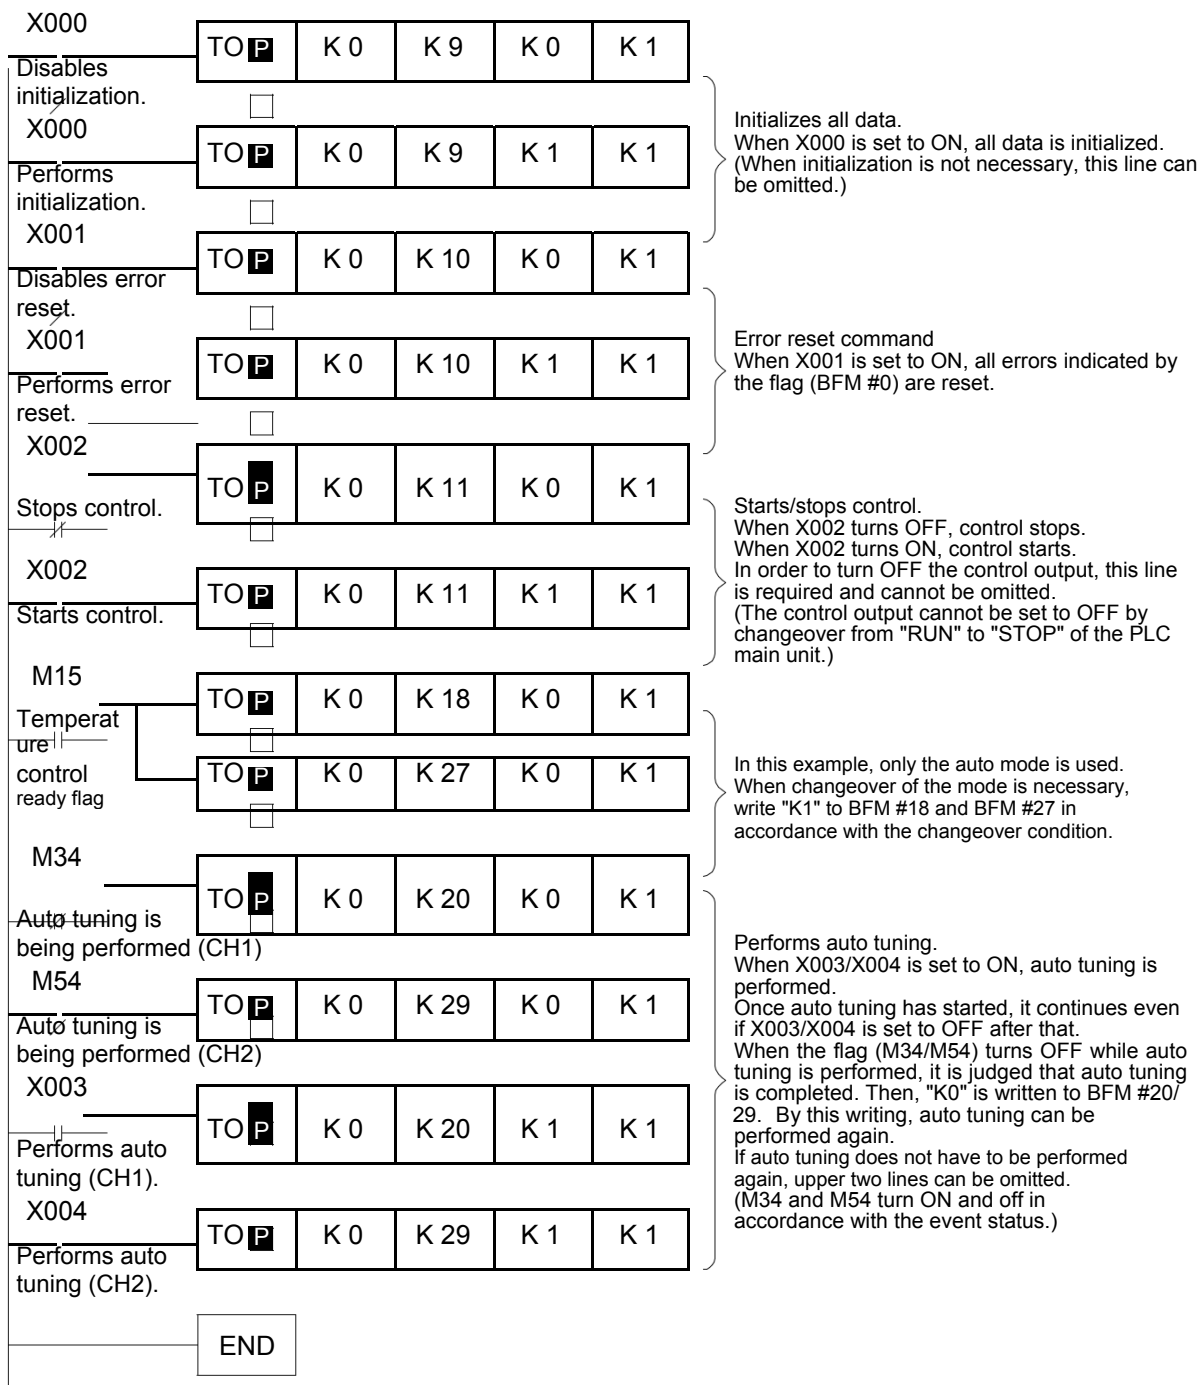 X000
TO P K 0 K 9 K 0 K 1
Disables
initialization.
X000
TO P K 0 K 9 K 1 K 1
Performs
initialization.
Initializes all data.
When X000 is set to ON, all data is initialized.
(When initialization is not necessary, this line can
be omitted.)
X001
TO P K 0 K 10 K 0 K 1
Disables error
reset.
X001
TO P K 0 K 10 K 1 K 1
Performs error
reset.
Error reset command
When X001 is set to ON, all errors indicated by
the flag (BFM #0) are reset.
X002
TO P K 0 K 11 K 0 K 1
Stops control.
X002
TO P K 0 K 11 K 1 K 1
Starts control.
Starts/stops control.
When X002 turns OFF, control stops.
When X002 turns ON, control starts.
In order to turn OFF the control output, this line
is required and cannot be omitted.
(The control output cannot be set to OFF by
changeover from "RUN" to "STOP" of the PLC
main unit.)
M15
TO P K 0 K 18 K 0 K 1
Temperat
ure
control
ready flag
TO P K 0 K 27 K 0 K 1
In this example, only the auto mode is used.
When changeover of the mode is necessary,
write "K1" to BFM #18 and BFM #27 in
accordance with the changeover condition.
M34
TO P K 0 K 20 K 0 K 1
Auto tuning is
being performed (CH1)
M54
TO P K 0 K 29 K 0 K 1
Auto tuning is
being performed (CH2)
X003
TO P K 0 K 20 K 1 K 1
Performs auto
tuning (CH1).
X004
TO P K 0 K 29 K 1 K 1
Performs auto
tuning (CH2).
Performs auto tuning.
When X003/X004 is set to ON, auto tuning is
performed.
Once auto tuning has started, it continues even
if X003/X004 is set to OFF after that.
When the flag (M34/M54) turns OFF while auto
tuning is performed, it is judged that auto tuning
is completed. Then, "K0" is written to BFM #20/
29. By this writing, auto tuning can be
performed again.
If auto tuning does not have to be performed
again, upper two lines can be omitted.
(M34 and M54 turn ON and off in
accordance with the event status.)
END